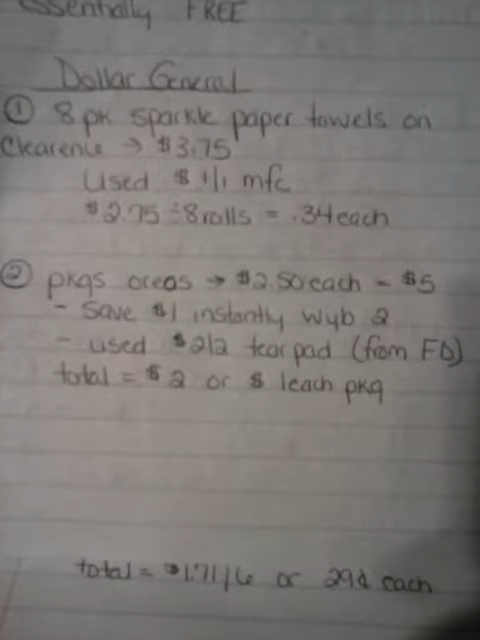 essentially FREE
Dollar General
① 8 pk sparkle paper towels on
Clearence → $3.75
Used $1/1 mfc
$2.75 ÷ 8 rolls = .34 each
② pkgs oreos → $2.50 each = $5
- Save $1 instantly wyb 2
- used $2/2 tear pad (from FD)
total = $2 or $1 each pkg
total = $1.71/6 or 29¢ each